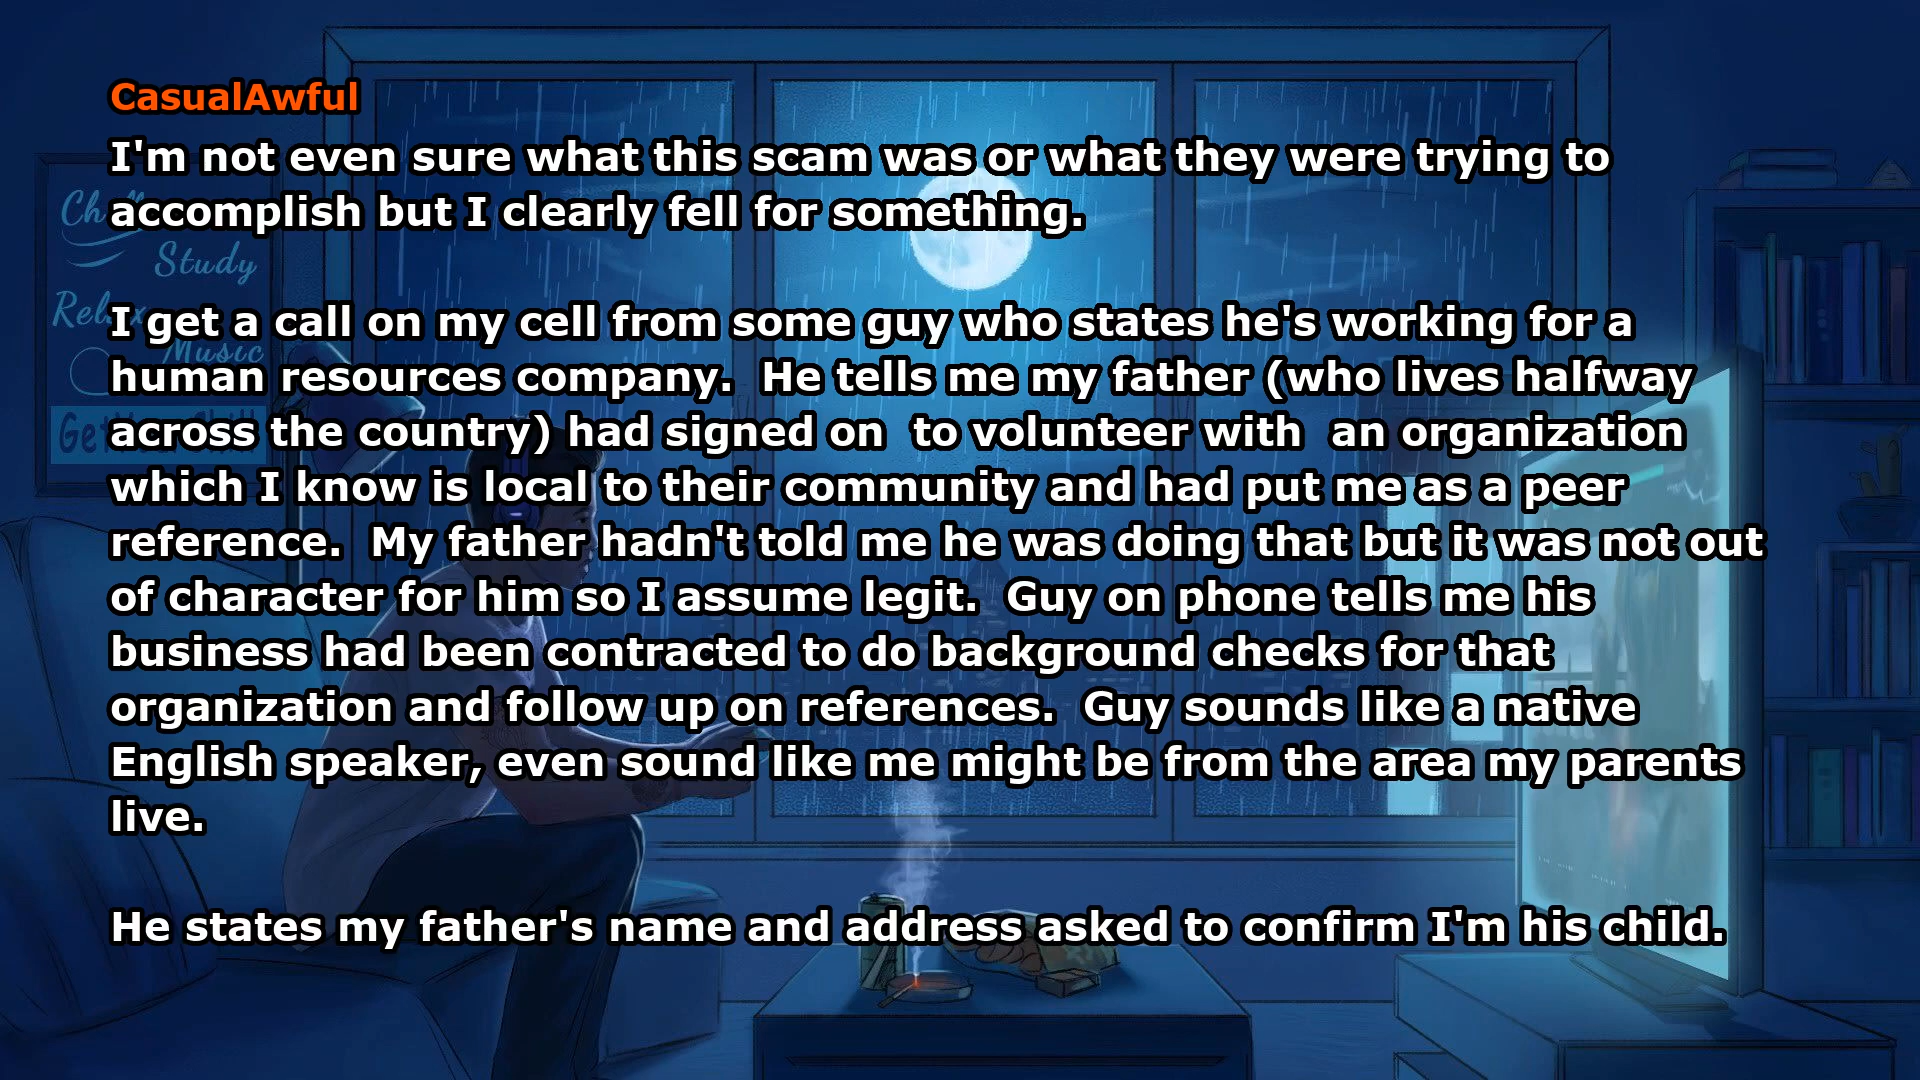 CasualAwful
I'm not even sure what this scam was or what they were trying to
accomplish but I clearly fell for something.
I get a call on my cell from some guy who states he's working for a
human resources company.  He tells me my father (who lives halfway
across the country) had signed on  to volunteer with  an organization
which I know is local to their community and had put me as a peer
reference.  My father hadn't told me he was doing that but it was not out
of character for him so I assume legit.  Guy on phone tells me his
business had been contracted to do background checks for that
organization and follow up on references.  Guy sounds like a native
English speaker, even sound like me might be from the area my parents
live.
He states my father's name and address asked to confirm I'm his child.
Study
Music